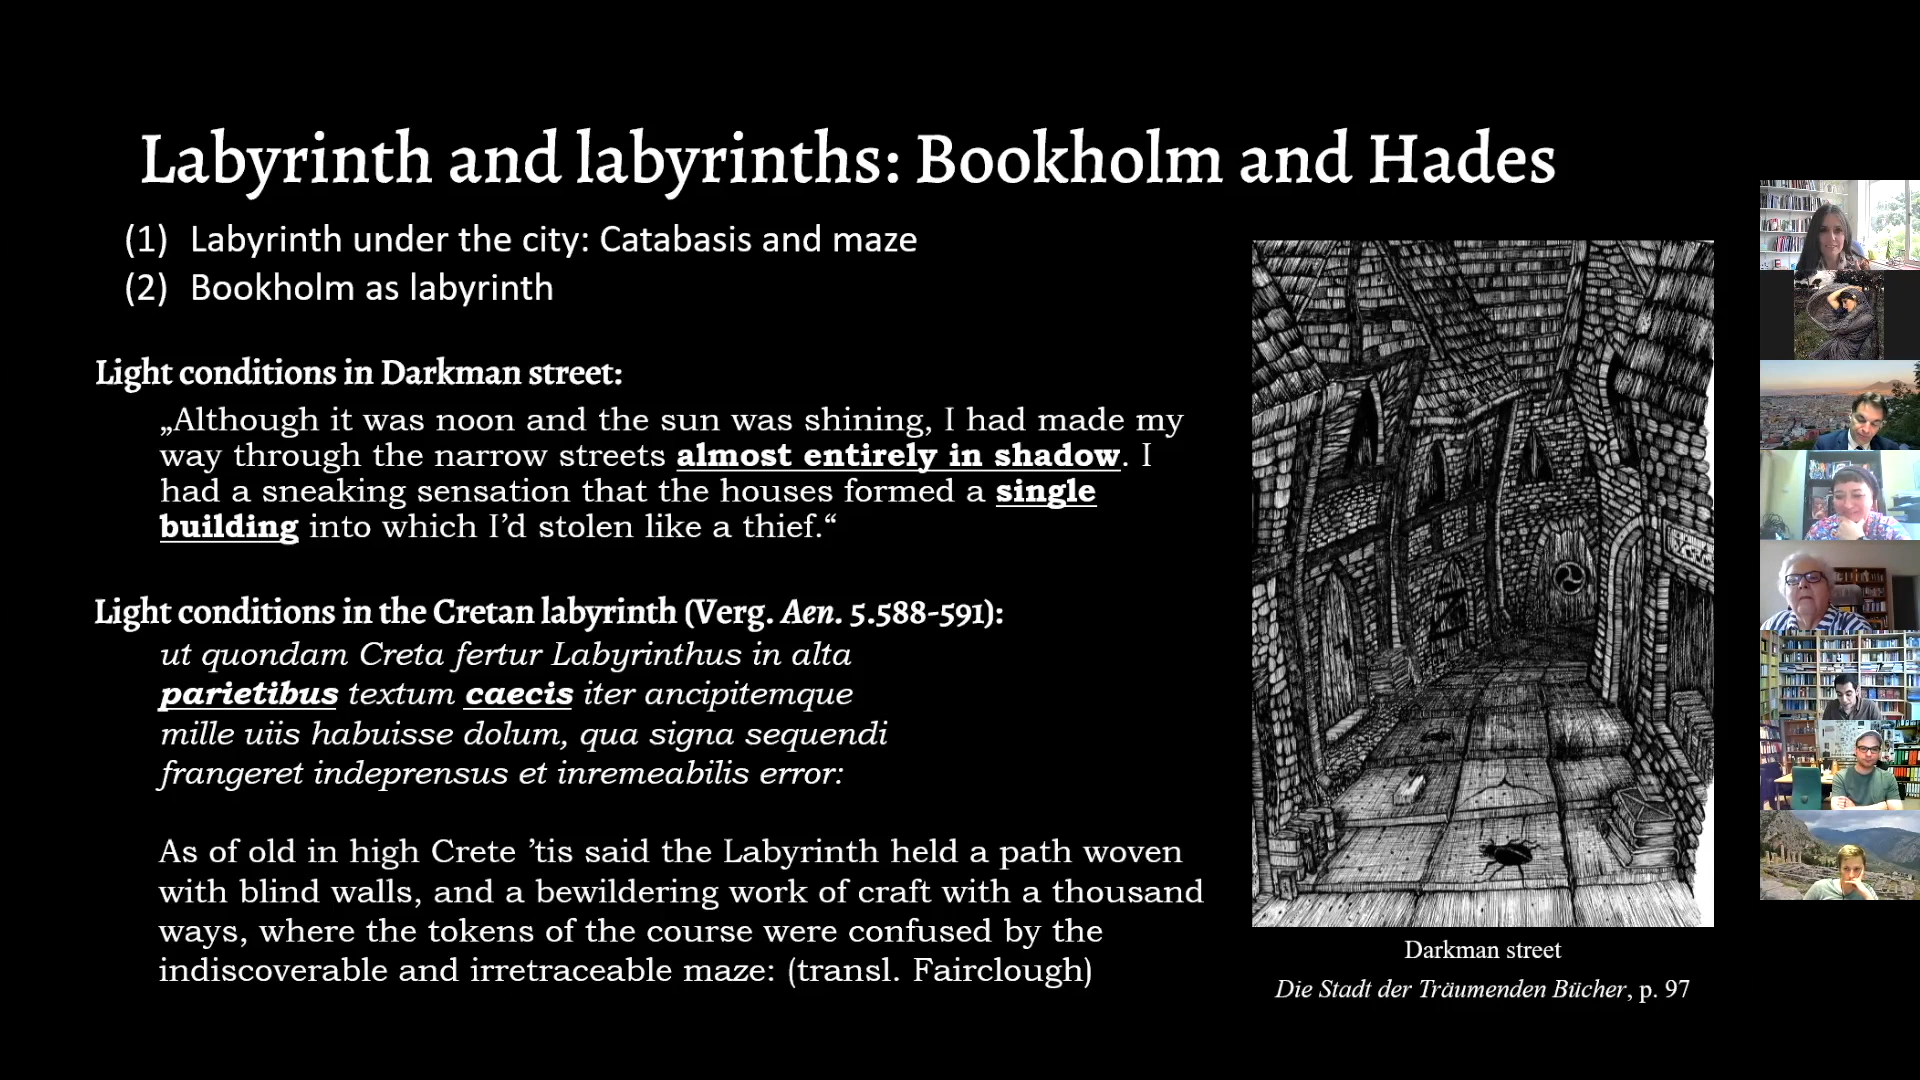 Labyrinth and labyrinths: Bookholm and Hades
(1) Labyrinth under the city: Catabasis and maze
(2) Bookholm as labyrinth
Light conditions in Darkman street:
„Although it was noon and the sun was shining, I had made my
way through the narrow streets almost entirely in shadow. I
had a sneaking sensation that the houses formed a single
building into which I’d stolen like a thief.“
Light conditions in the Cretan labyrinth (Verg. Aen. 5.588-591):
ut quondam Creta fertur Labyrinthus in alta
parietibus textum caecis iter ancipitemque
mille uiis habuisse dolum, qua signa sequendi
frangeret indeprensus et inremeabilis error:
As of old in high Crete ’tis said the Labyrinth held a path woven
with blind walls, and a bewildering work of craft with a thousand
ways, where the tokens of the course were confused by the
indiscoverable and irretraceable maze: (transl. Fairclough)
Darkman street
Die Stadt der Träumenden Bücher, p. 97